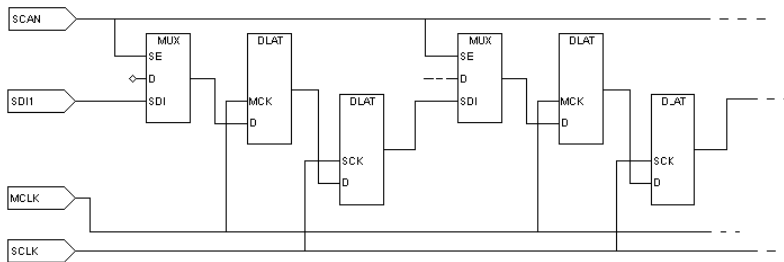 SCAN
MUX
SE
D
SDI
DLAT
MCK
D
DLAT
SCK
D
MUX
SE
D
SDI
DLAT
MCK
D
DLAT
SCK
D
SDI1
MCLK
SCLK